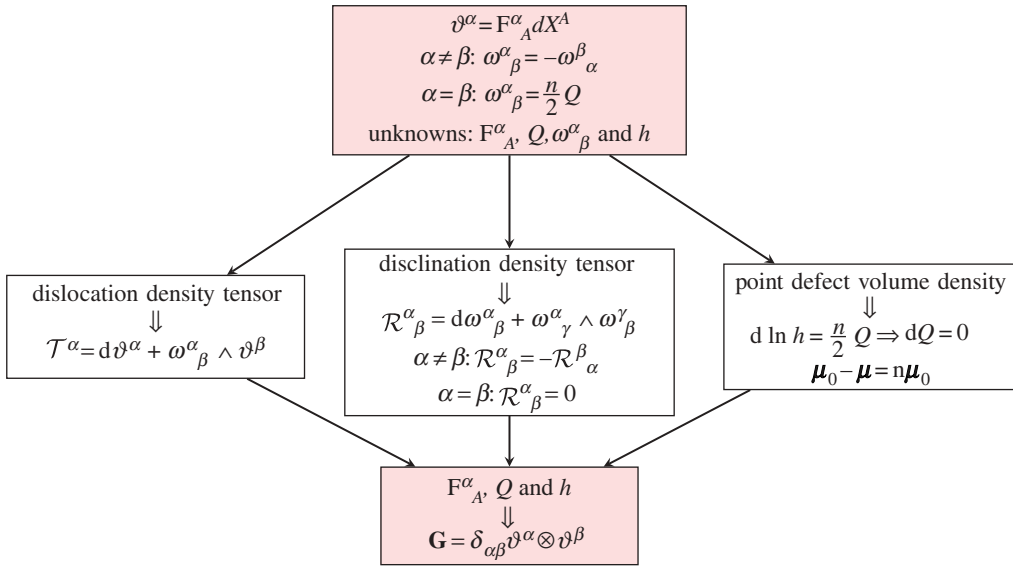 ϑ^α = F^α_A dX^A
α ≠ β: ω^α_β = –ω^β_α
α = β: ω^α_β = n/2 Q
unknowns: F^α_A, Q, ω^α_β and h
dislocation density tensor
⇓
𝒯^α = dϑ^α + ω^α_β ∧ ϑ^β
disclination density tensor
⇓
ℛ^α_β = dω^α_β + ω^α_γ ∧ ω^γ_β
α ≠ β: ℛ^α_β = –ℛ^β_α
α = β: ℛ^α_β = 0
point defect volume density
⇓
d ln h = n/2 Q ⇒ dQ = 0
μ_0 – μ = nμ_0
F^α_A, Q and h
⇓
G = δ_αβ ϑ^α ⊗ ϑ^β